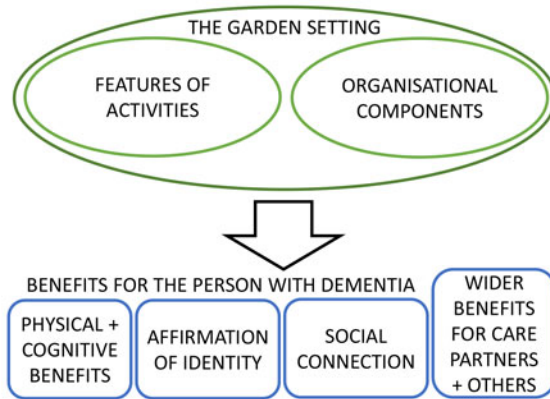 THE GARDEN SETTING
FEATURES OF
ACTIVITIES
ORGANISATIONAL
COMPONENTS
BENEFITS FOR THE PERSON WITH DEMENTIA
PHYSICAL +
COGNITIVE
BENEFITS
AFFIRMATION
OF IDENTITY
SOCIAL
CONNECTION
WIDER
BENEFITS
FOR CARE
PARTNERS
+ OTHERS